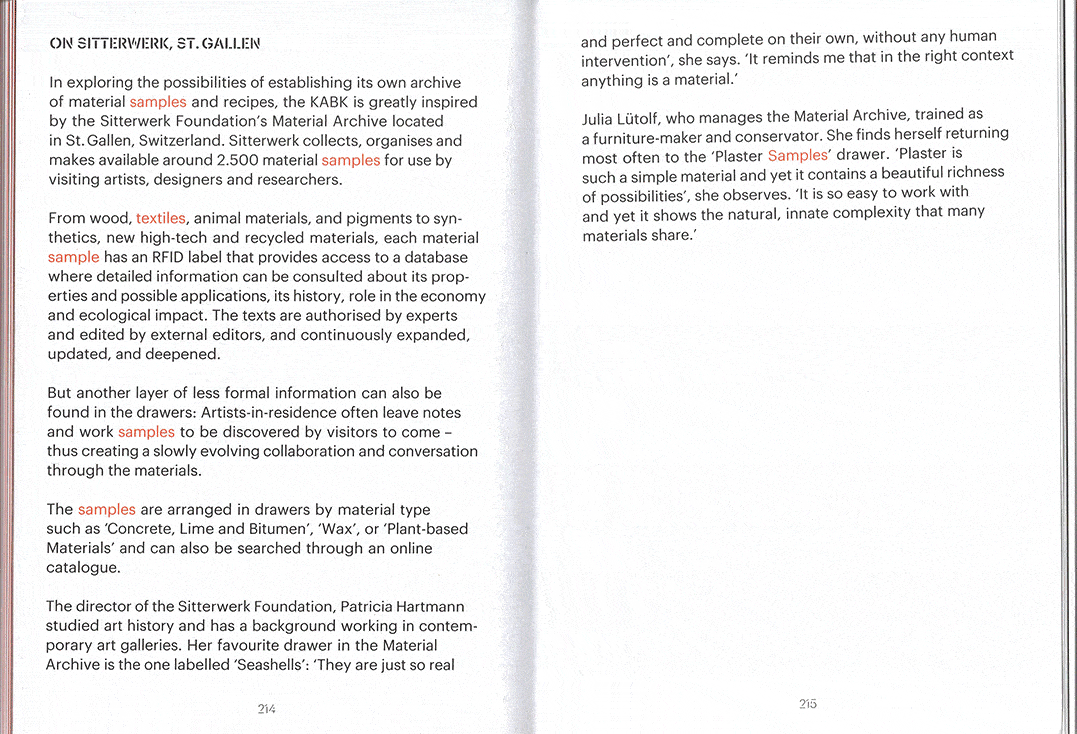 ON SITTERWERK, ST. GALLEN
In exploring the possibilities of establishing its own archive
of material samples and recipes, the KABK is greatly inspired
by the Sitterwerk Foundation's Material Archive located
in St. Gallen, Switzerland. Sitterwerk collects, organises and
makes available around 2.500 material samples for use by
visiting artists, designers and researchers.
From wood, textiles, animal materials, and pigments to syn-
thetics, new high-tech and recycled materials, each material
sample has an RFID label that provides access to a database
where detailed information can be consulted about its prop-
erties and possible applications, its history, role in the economy
and ecological impact. The texts are authorised by experts
and edited by external editors, and continuously expanded,
updated, and deepened.
But another layer of less formal information can also be
found in the drawers: Artists-in-residence often leave notes
and work samples to be discovered by visitors to come –
thus creating a slowly evolving collaboration and conversation
through the materials.
The samples are arranged in drawers by material type
such as 'Concrete, Lime and Bitumen', 'Wax', or 'Plant-based
Materials' and can also be searched through an online
catalogue.
The director of the Sitterwerk Foundation, Patricia Hartmann
studied art history and has a background working in contem-
porary art galleries. Her favourite drawer in the Material
Archive is the one labelled 'Seashells': 'They are just so real
214
and perfect and complete on their own, without any human
intervention', she says. 'It reminds me that in the right context
anything is a material.'
Julia Lütolf, who manages the Material Archive, trained as
a furniture-maker and conservator. She finds herself returning
most often to the 'Plaster Samples' drawer. 'Plaster is
such a simple material and yet it contains a beautiful richness
of possibilities', she observes. 'It is so easy to work with
and yet it shows the natural, innate complexity that many
materials share.'
215